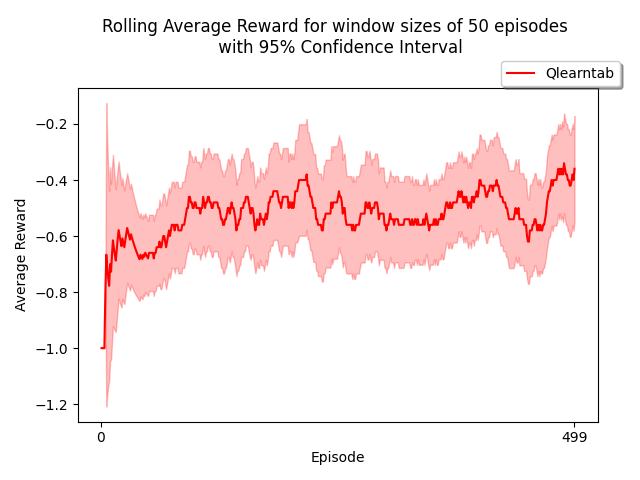 Rolling Average Reward for window sizes of 50 episodes
with 95% Confidence Interval
Qlearntab
Average Reward
−0.2
−0.4
−0.6
−0.8
−1.0
−1.2
0
499
Episode